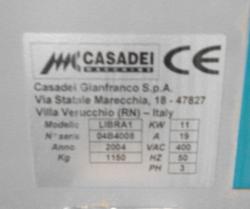 CASADEI CE
MACCHINE
Casadei Gianfranco S.p.A.
Via Statale Marecchia, 18 - 47827
Villa Verucchio (RN) - Italy
Modello LIBRA1 KW 11
N° serie 04B4008 A 19
Anno 2004 VAC 400
Kg 1150 HZ 50
PH 3